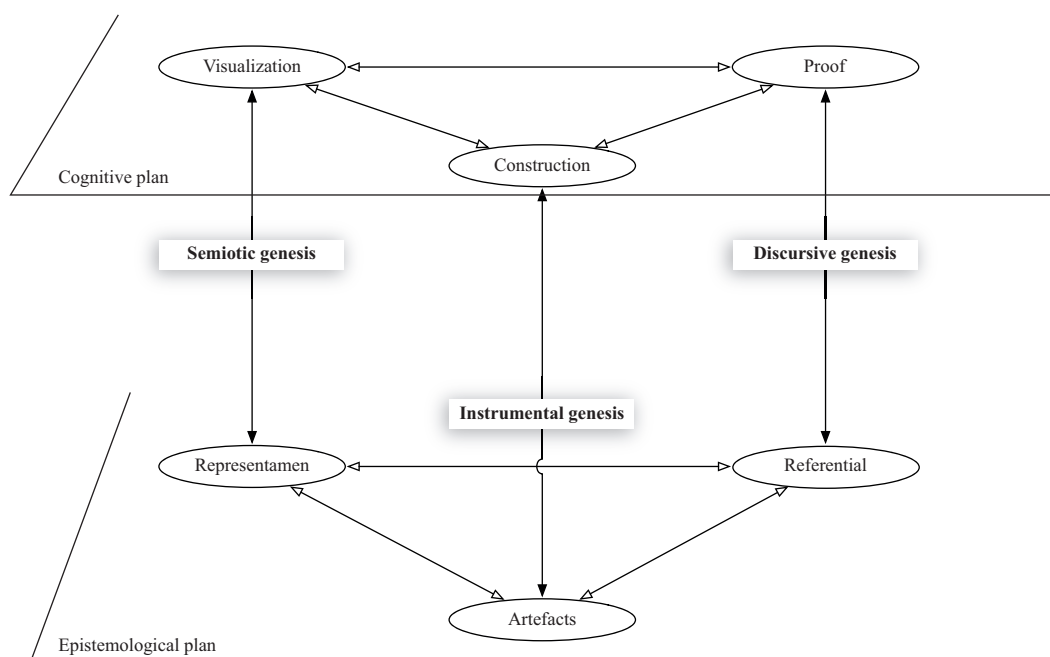 Visualization
Proof
Construction
Cognitive plan
Semiotic genesis
Discursive genesis
Instrumental genesis
Representamen
Referential
Artefacts
Epistemological plan